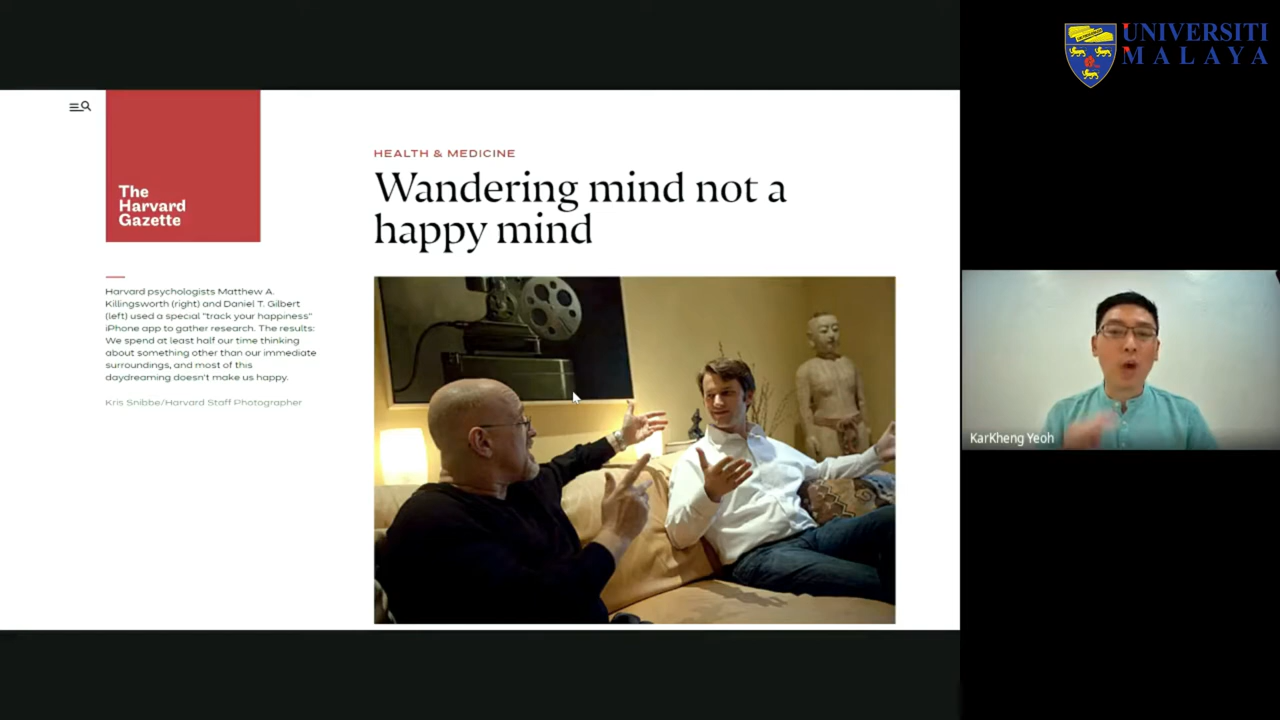 UNIVERSITI
MALAYA
The
Harvard
Gazette
HEALTH & MEDICINE
Wandering mind not a
happy mind
Harvard psychologists Matthew A.
Killingsworth (right) and Daniel T. Gilbert
(left) used a special "track your happiness"
iPhone app to gather research. The results:
We spend at least half our time thinking
about something other than our immediate
surroundings, and most of this
daydreaming doesn't make us happy.
Kris Snibbe/Harvard Staff Photographer
KarKheng Yeoh